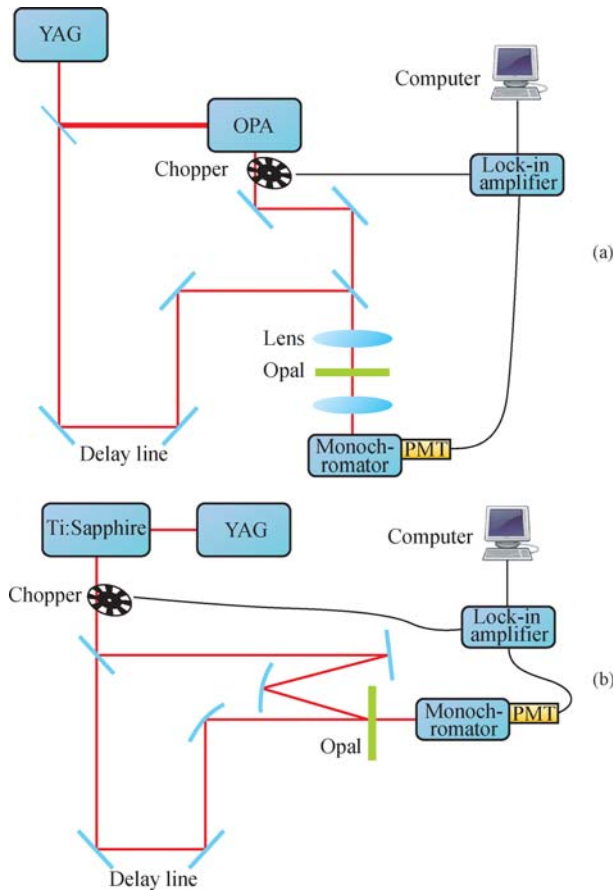 YAG
Computer
OPA
Chopper
Lock-in
amplifier
(a)
Lens
Opal
Monoch-
romator
PMT
Delay line
Ti:Sapphire
YAG
Computer
Chopper
Lock-in
amplifier
(b)
Monoch-
romator
PMT
Opal
Delay line